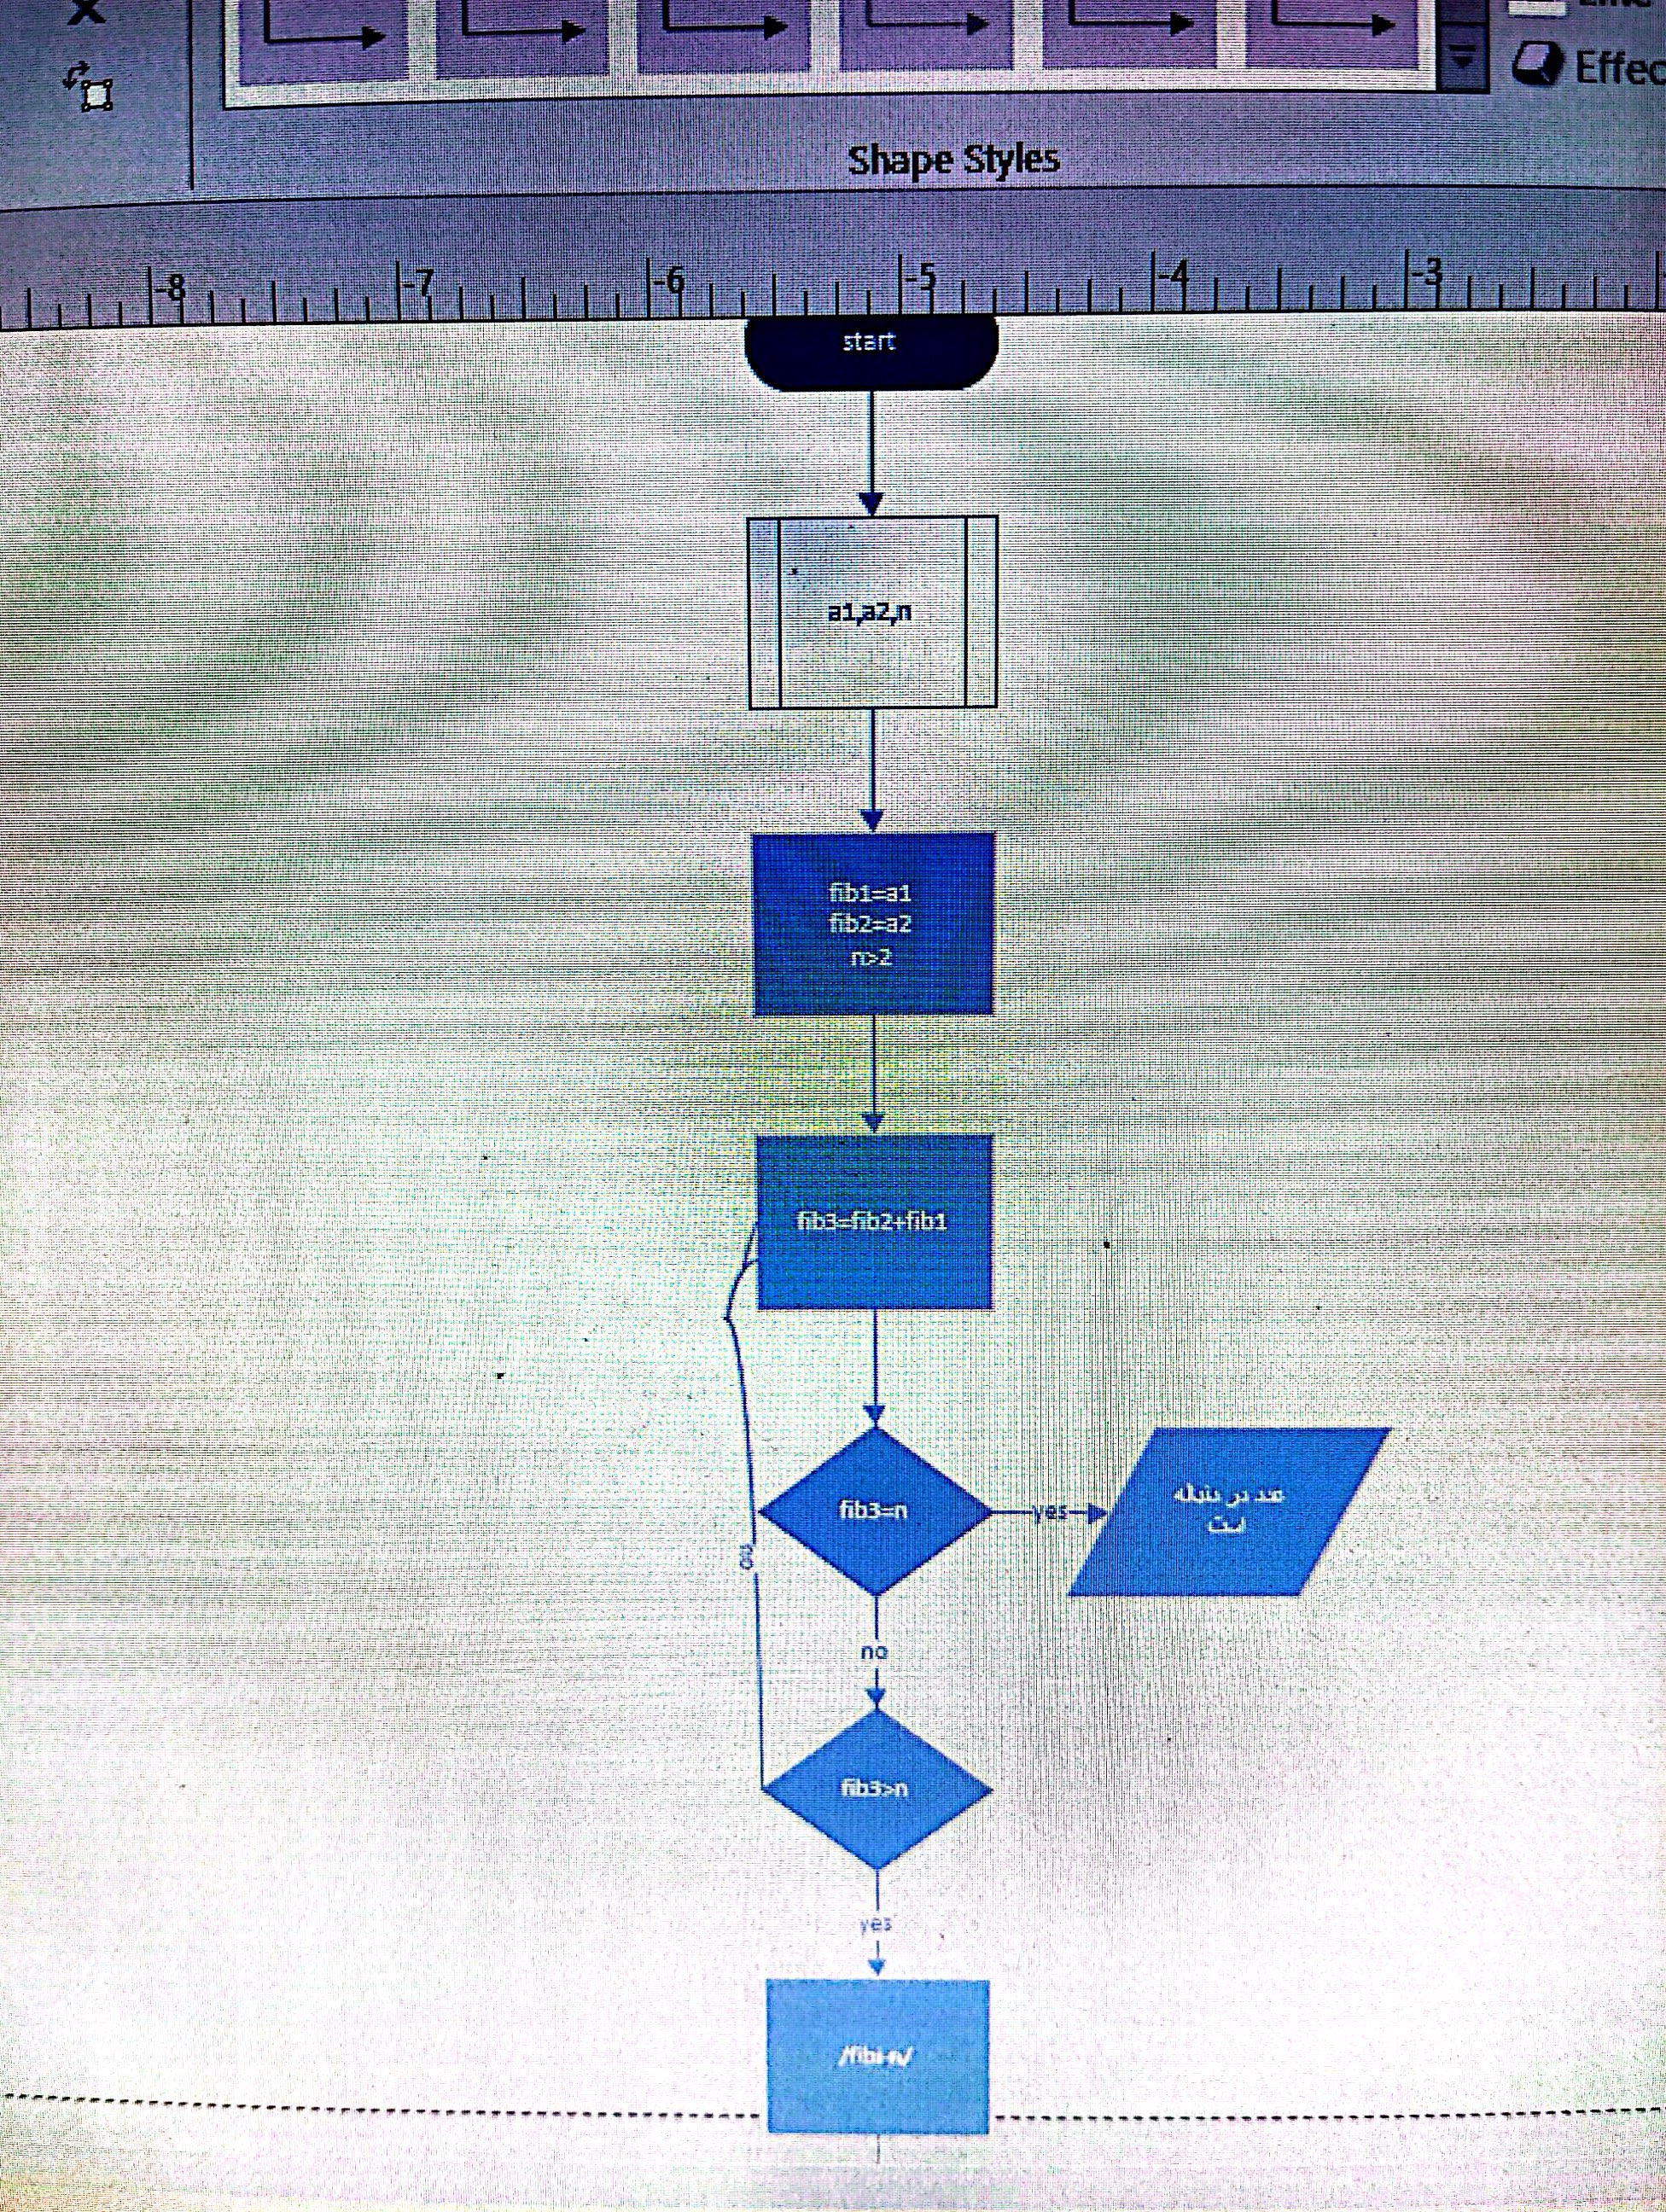 Effec
Shape Styles
-8 -7 -6 -5 -4 -3
start
a1,a2,n
fib1=a1
fib2=a2
n>2
fib3=fib2+fib1
fib3=n
yes
عدد در دنباله
است
no
no
fib3>n
yes